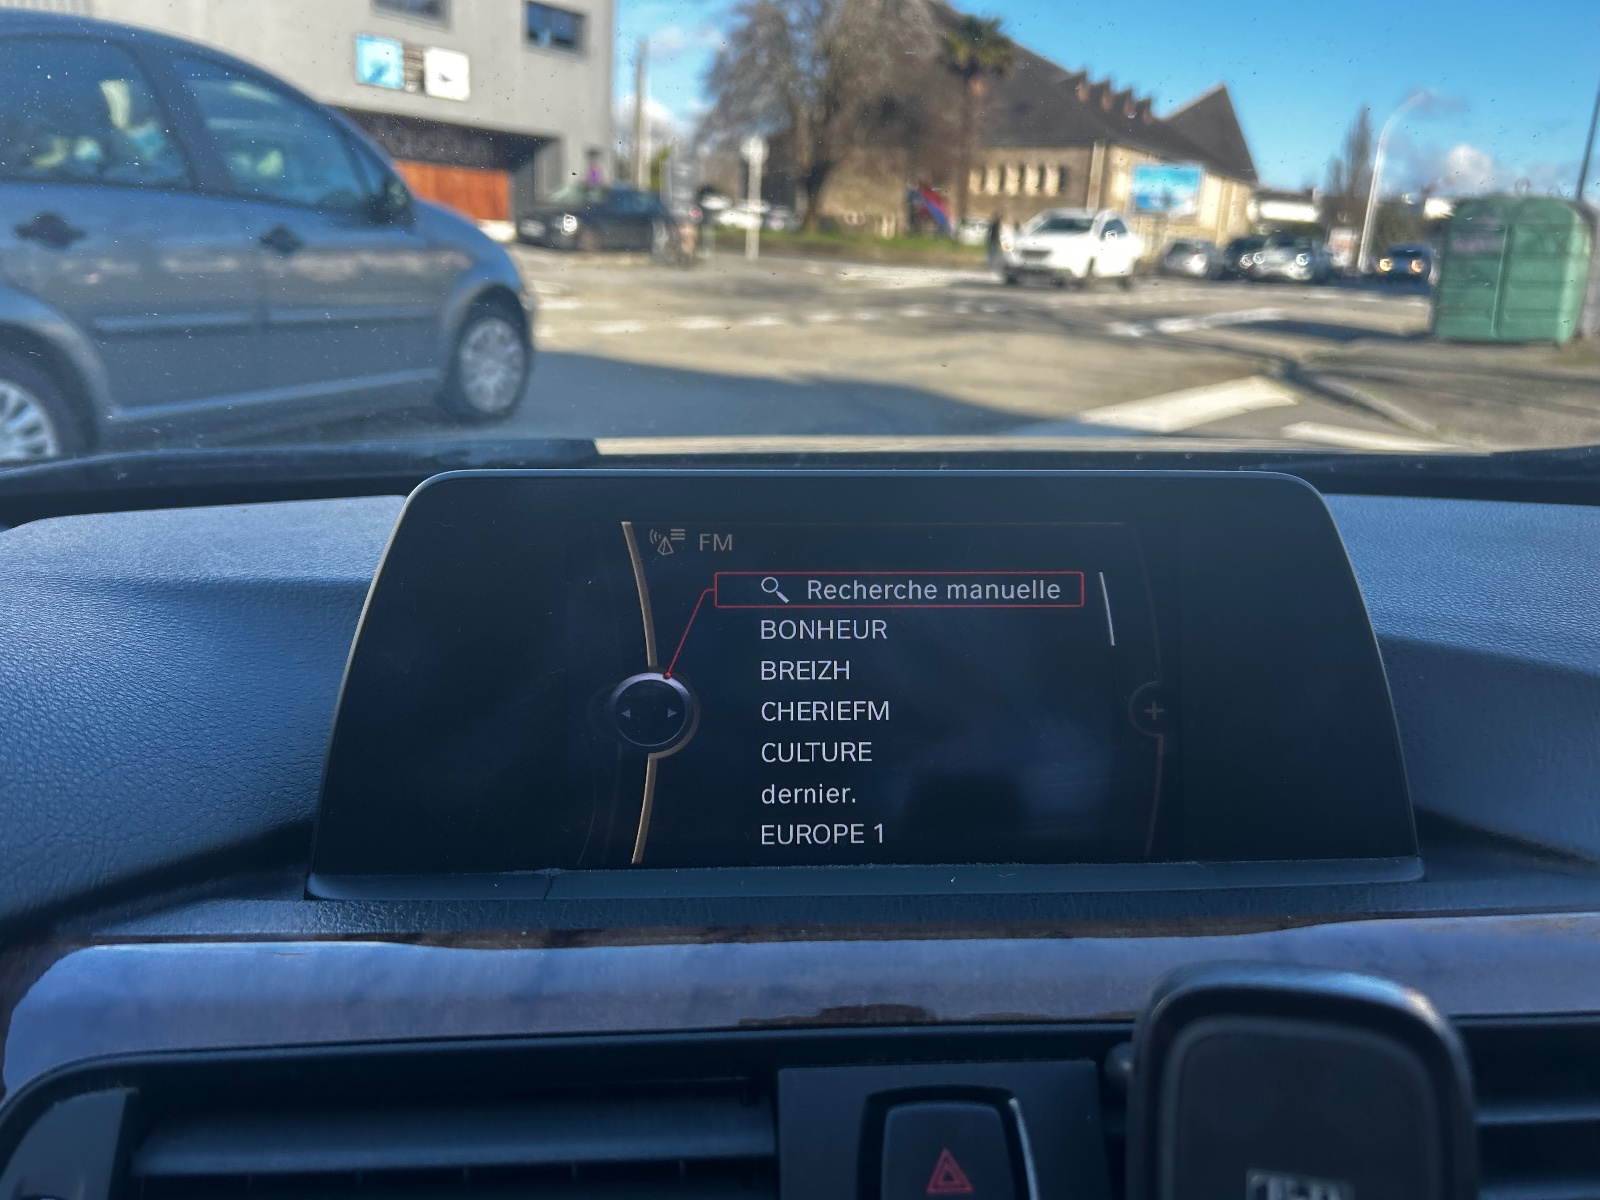 FM
Recherche manuelle
BONHEUR
BREIZH
CHERIEFM
CULTURE
dernier.
EUROPE 1